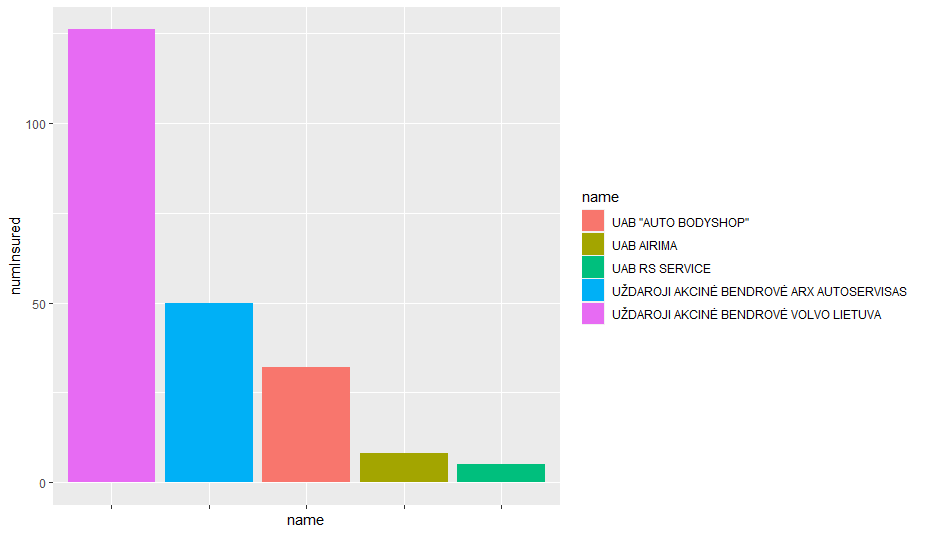 numInsured
100
50
0
name
name
UAB "AUTO BODYSHOP"
UAB AIRIMA
UAB RS SERVICE
UŽDAROJI AKCINĖ BENDROVĖ ARX AUTOSERVISAS
UŽDAROJI AKCINĖ BENDROVĖ VOLVO LIETUVA